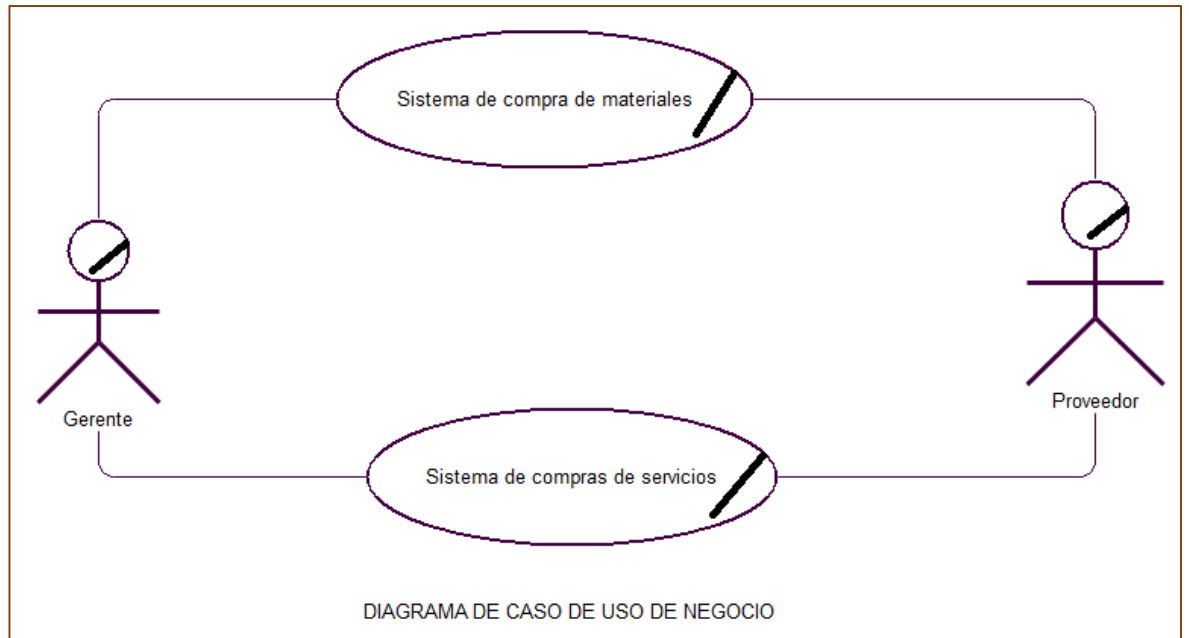 Sistema de compra de materiales
Gerente
Proveedor
Sistema de compras de servicios
DIAGRAMA DE CASO DE USO DE NEGOCIO